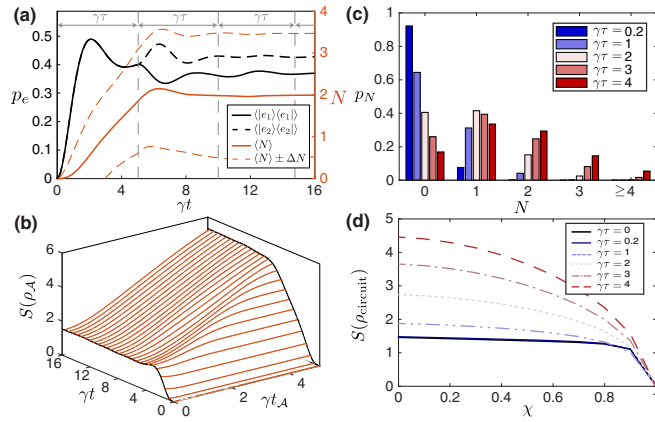 (a)
γτ γτ
4
0.5
0.4
3
0.3
p_e
2 N
0.2
⟨|e₁⟩⟨e₁|⟩
⟨|e₂⟩⟨e₂|⟩
0.1
1
⟨N⟩
⟨N⟩ ± ΔN
0
0
0 4 8 12 16
γt
(b)
6
4
S(ρ_𝒜)
2
0
16
12
8
γt
4
0
0
2
γt_𝒜
4
(c)
1
γτ = 0.2
0.8
γτ = 1
0.6
γτ = 2
p_N
γτ = 3
0.4
γτ = 4
0.2
0
0 1 2 3 ≥4
N
(d)
5
γτ = 0
4
γτ = 0.2
γτ = 1
3
γτ = 2
S(ρ_circuit)
γτ = 3
2
γτ = 4
1
0
0 0.2 0.4 0.6 0.8
χ